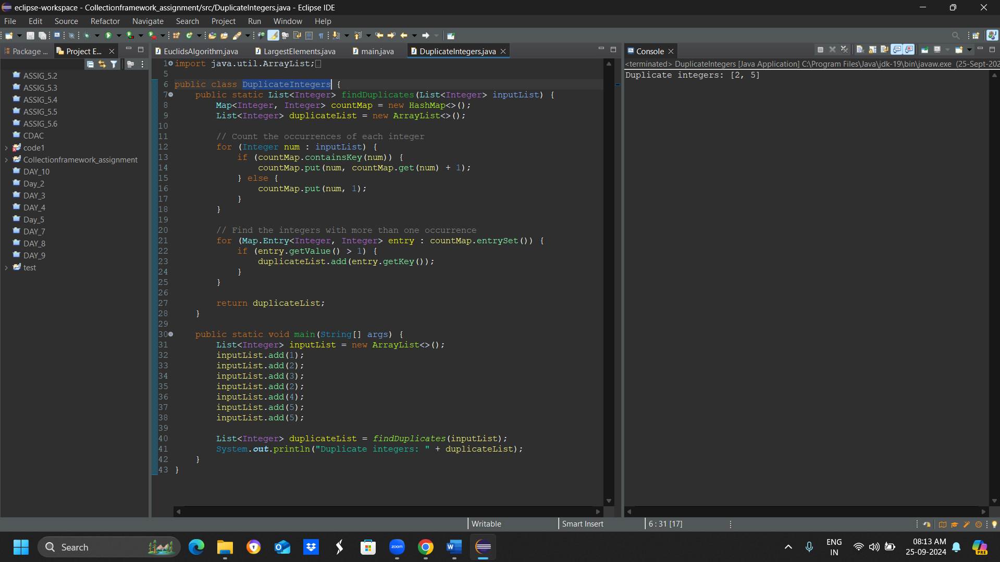 eclipse-workspace - Collectionframework_assignment/src/DuplicateIntegers.java - Eclipse IDE
File Edit Source Refactor Navigate Search Project Run Window Help
Package ... Project E...
ASSIG_5.2
ASSIG_5.3
ASSIG_5.4
ASSIG_5.5
ASSIG_5.6
CDAC
code1
Collectionframework_assignment
DAY_10
Day_2
DAY_3
DAY_4
Day_5
DAY_7
DAY_8
DAY_9
test
EuclidsAlgorithm.java LargestElements.java main.java DuplicateIntegers.java
1 import java.util.ArrayList;
5
6 public class DuplicateIntegers {
7 public static List<Integer> findDuplicates(List<Integer> inputList) {
8 Map<Integer, Integer> countMap = new HashMap<>();
9 List<Integer> duplicateList = new ArrayList<>();
10
11 // Count the occurrences of each integer
12 for (Integer num : inputList) {
13 if (countMap.containsKey(num)) {
14 countMap.put(num, countMap.get(num) + 1);
15 } else {
16 countMap.put(num, 1);
17 }
18 }
19
20 // Find the integers with more than one occurrence
21 for (Map.Entry<Integer, Integer> entry : countMap.entrySet()) {
22 if (entry.getValue() > 1) {
23 duplicateList.add(entry.getKey());
24 }
25 }
26
27 return duplicateList;
28 }
29
30 public static void main(String[] args) {
31 List<Integer> inputList = new ArrayList<>();
32 inputList.add(1);
33 inputList.add(2);
34 inputList.add(3);
35 inputList.add(2);
36 inputList.add(4);
37 inputList.add(5);
38 inputList.add(5);
39
40 List<Integer> duplicateList = findDuplicates(inputList);
41 System.out.println("Duplicate integers: " + duplicateList);
42 }
43 }
Console
<terminated> DuplicateIntegers [Java Application] C:\Program Files\Java\jdk-19\bin\javaw.exe (25-Sept-202
Duplicate integers: [2, 5]
Writable Smart Insert 6 : 31 [17]
Search
zoom
ENG
IN
08:13 AM
25-09-2024
PRE